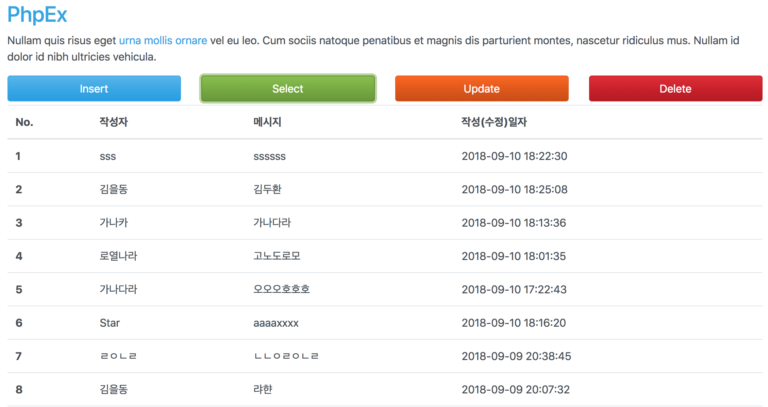 PhpEx
Nullam quis risus eget urna mollis ornare vel eu leo. Cum sociis natoque penatibus et magnis dis parturient montes, nascetur ridiculus mus. Nullam id
dolor id nibh ultricies vehicula.
Insert Select Update Delete
No. 작성자 메시지 작성(수정)일자
1 sss ssssss 2018-09-10 18:22:30
2 김을동 김두환 2018-09-10 18:25:08
3 가나카 가나다라 2018-09-10 18:13:36
4 로열나라 고노도로모 2018-09-10 18:01:35
5 가나다라 오오오호호호 2018-09-10 17:22:43
6 Star aaaaxxxx 2018-09-10 18:16:20
7 ㄹㅇㄴㄹ ㄴㄴㅇㄹㅇㄴㄹ 2018-09-09 20:38:45
8 김을동 랴햔 2018-09-09 20:07:32